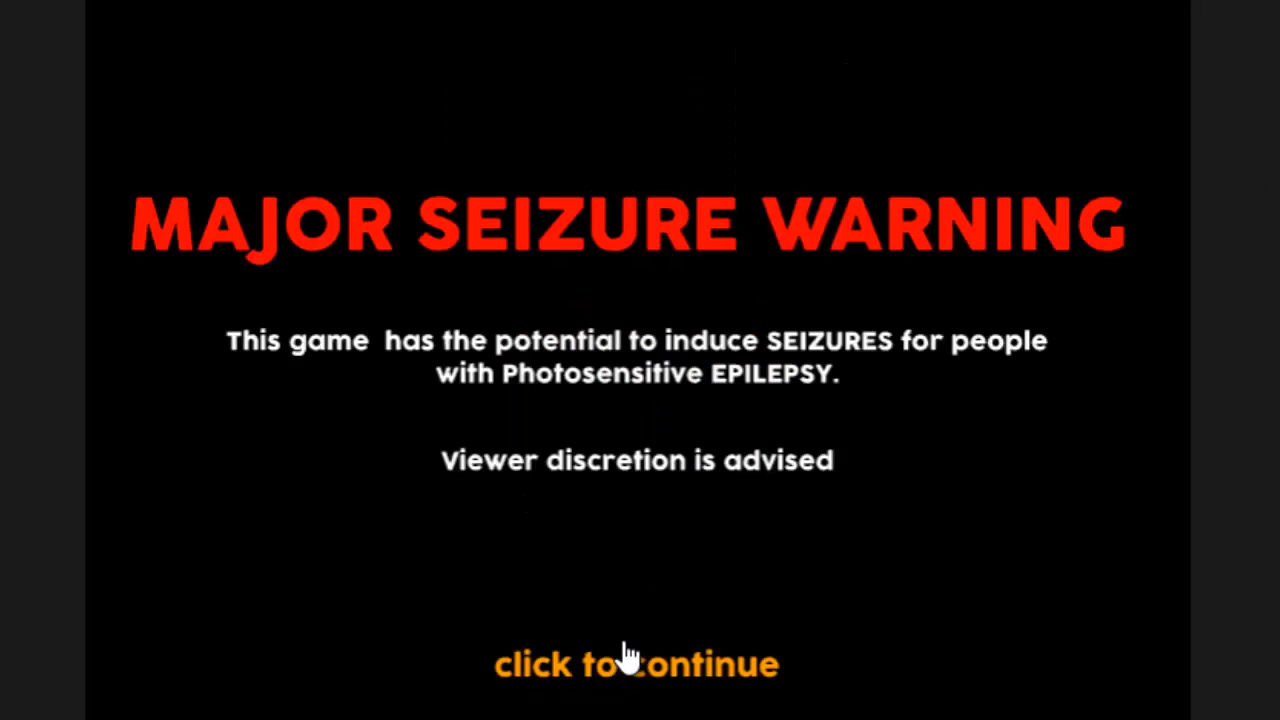 MAJOR SEIZURE WARNING
This game  has the potential to induce SEIZURES for people
with Photosensitive EPILEPSY.
Viewer discretion is advised
click to continue